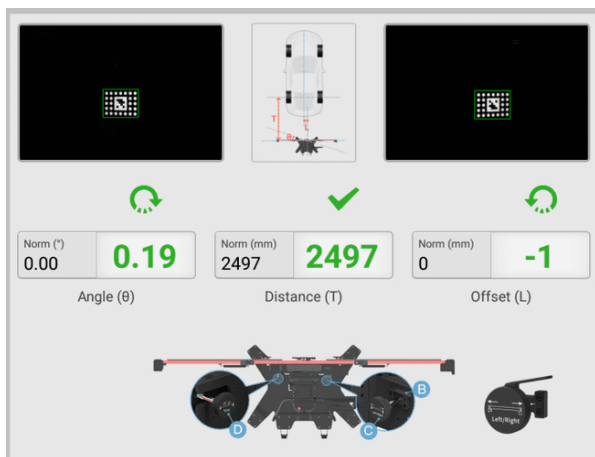 T
L
θ
Norm (°)
0.00
0.19
Norm (mm)
2497
2497
Norm (mm)
0
-1
Angle (θ)
Distance (T)
Offset (L)
L
B
D
C
Left/Right